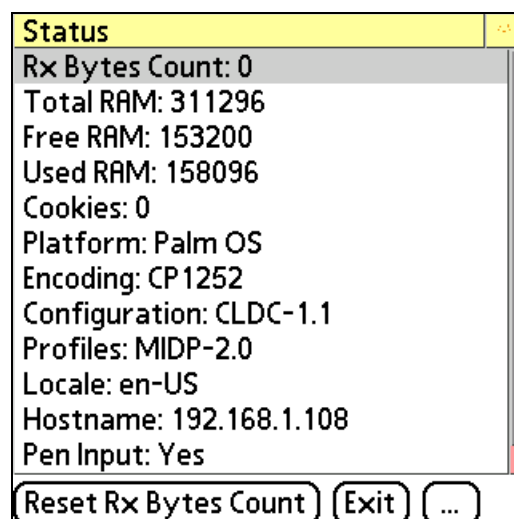 Status
Rx Bytes Count: 0
Total RAM: 311296
Free RAM: 153200
Used RAM: 158096
Cookies: 0
Platform: Palm OS
Encoding: CP1252
Configuration: CLDC-1.1
Profiles: MIDP-2.0
Locale: en-US
Hostname: 192.168.1.108
Pen Input: Yes
Reset Rx Bytes Count Exit ...